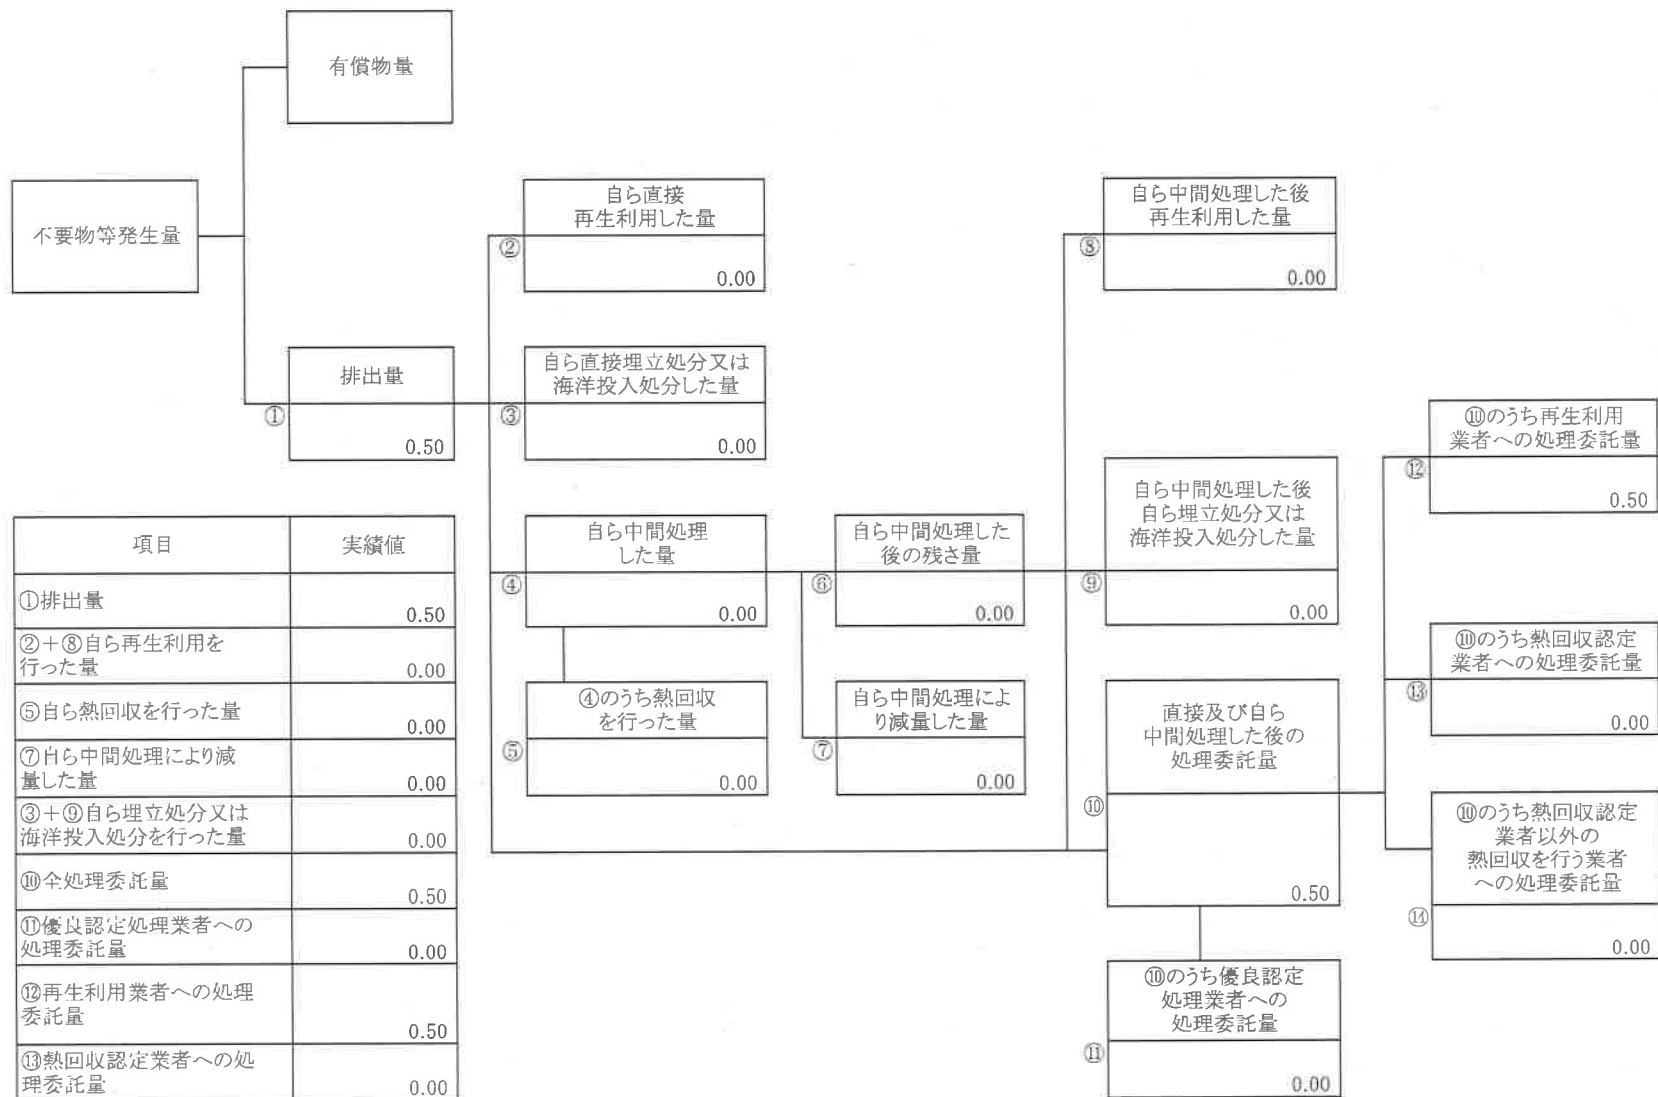 有償物量
不要物等発生量
自ら直接
再生利用した量
②
0.00
自ら中間処理した後
再生利用した量
⑧
0.00
排出量
①
0.50
自ら直接埋立処分又は
海洋投入処分した量
③
0.00
⑩のうち再生利用
業者への処理委託量
⑫
0.50
自ら中間処理
した量
④
0.00
自ら中間処理した
後の残さ量
⑥
0.00
自ら中間処理した後
自ら埋立処分又は
海洋投入処分した量
⑨
0.00
⑩のうち熱回収認定
業者への処理委託量
⑬
0.00
④のうち熱回収
を行った量
⑤
0.00
自ら中間処理によ
り減量した量
⑦
0.00
直接及び自ら
中間処理した後の
処理委託量
⑩
0.50
⑩のうち熱回収認定
業者以外の
熱回収を行う業者
への処理委託量
⑭
0.00
⑩のうち優良認定
処理業者への
処理委託量
⑪
0.00
項目 実績値
①排出量
0.50
②+⑧自ら再生利用を
行った量 0.00
⑤自ら熱回収を行った量
0.00
⑦自ら中間処理により減
量した量 0.00
③+⑨自ら埋立処分又は
海洋投入処分を行った量 0.00
⑩全処理委託量
0.50
⑪優良認定処理業者への
処理委託量 0.00
⑫再生利用業者への処理
委託量
0.50
⑬熱回収認定業者への処
理委託量 0.00